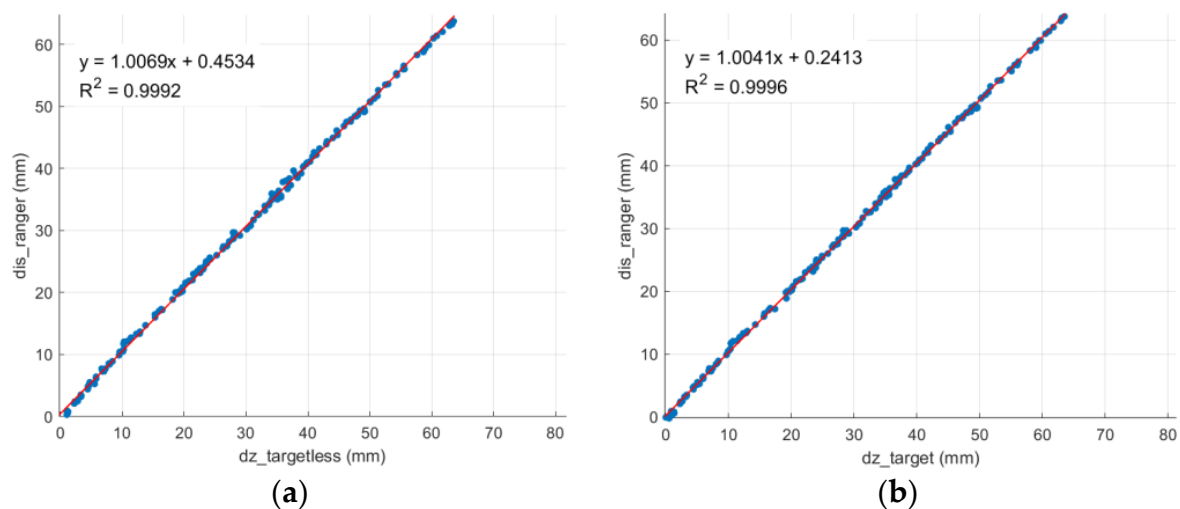 y = 1.0069x + 0.4534
R² = 0.9992
dis_ranger (mm)
60
50
40
30
20
10
0
0 10 20 30 40 50 60 70 80
dz_targetless (mm)
(a)
y = 1.0041x + 0.2413
R² = 0.9996
dis_ranger (mm)
60
50
40
30
20
10
0
0 10 20 30 40 50 60 70 80
dz_target (mm)
(b)